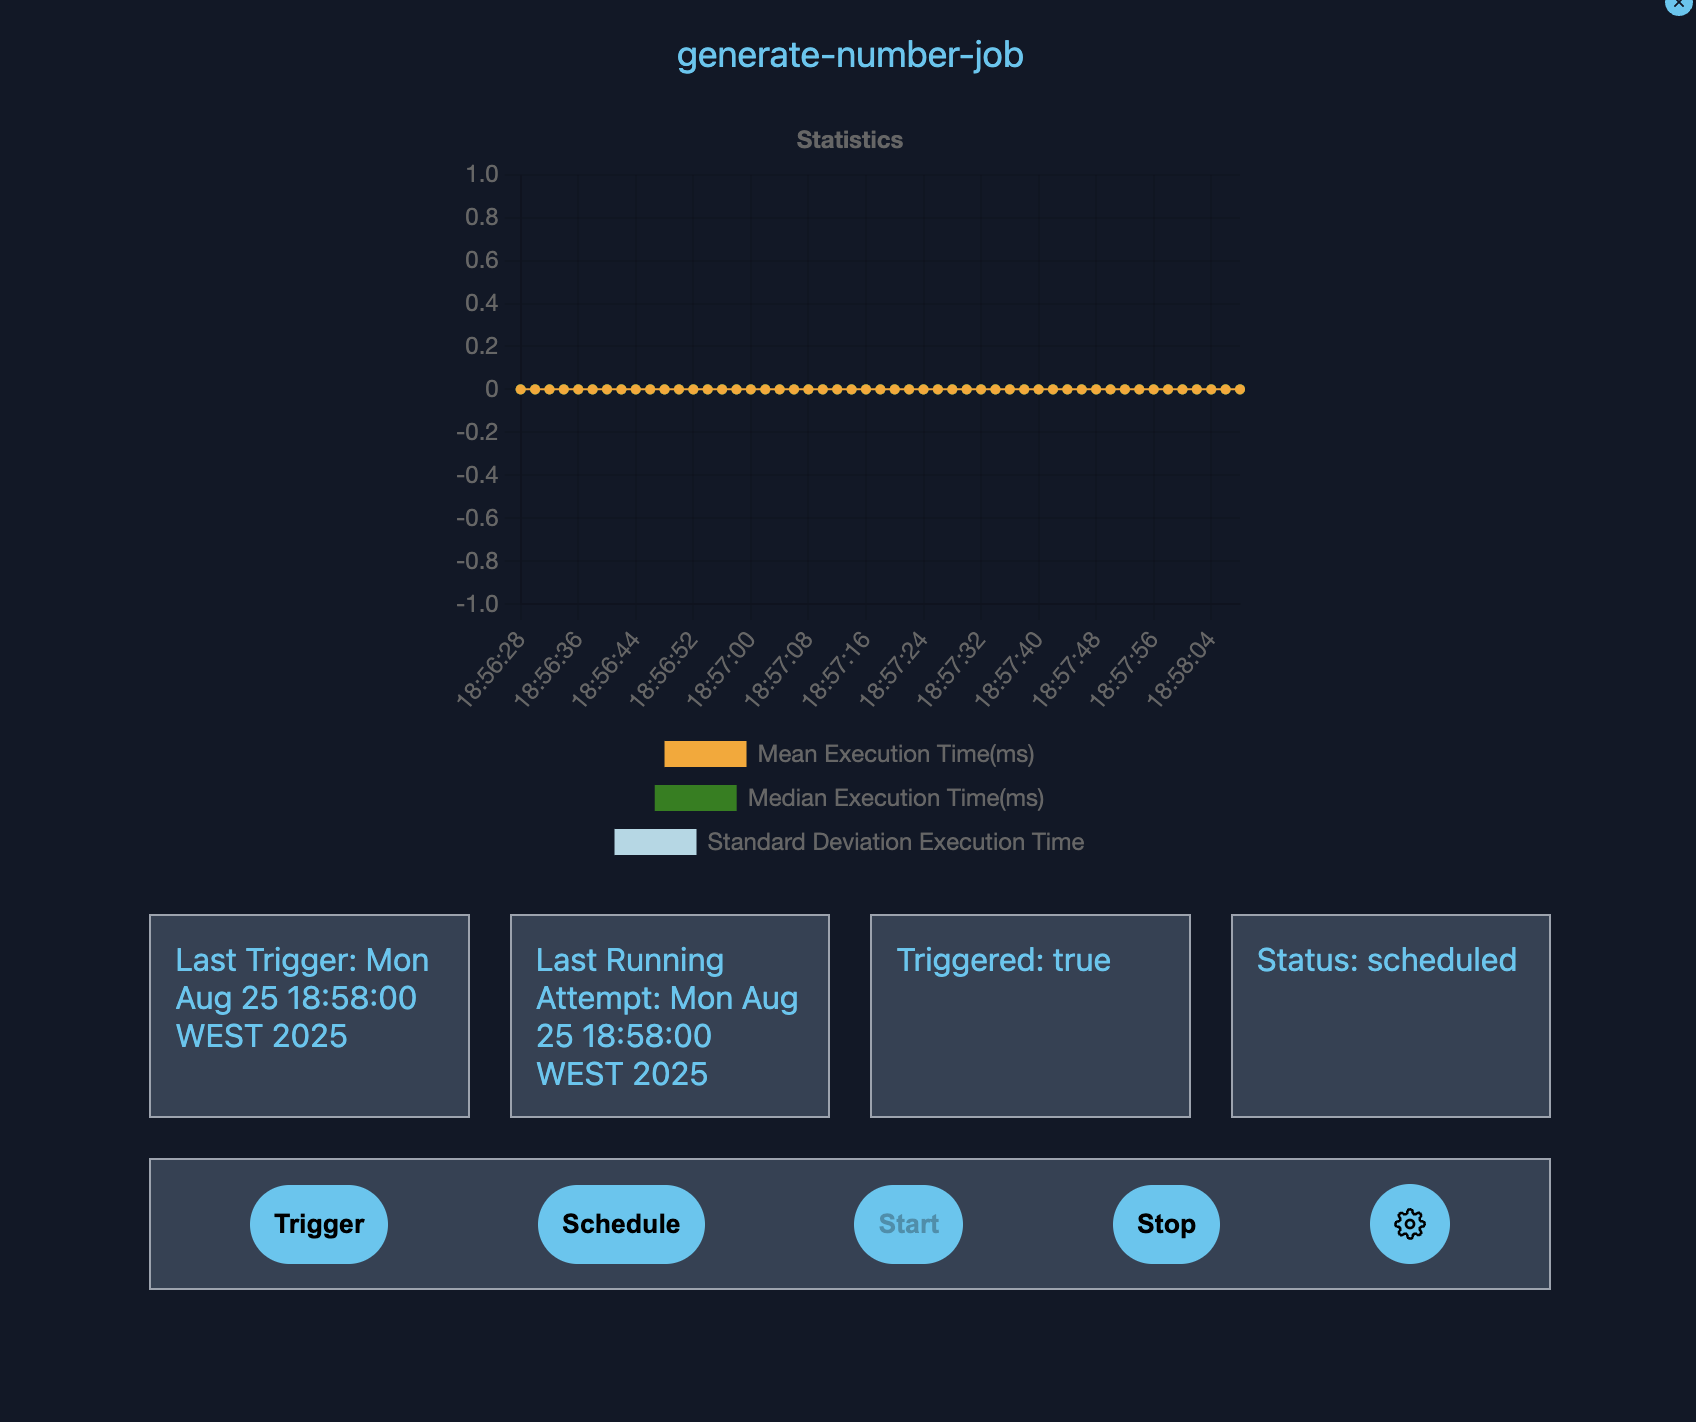 generate-number-job
Statistics
1.0
0.8
0.6
0.4
0.2
0
-0.2
-0.4
-0.6
-0.8
-1.0
18:56:28
18:56:36
18:56:44
18:56:52
18:57:00
18:57:08
18:57:16
18:57:24
18:57:32
18:57:40
18:57:48
18:57:56
18:58:04
Mean Execution Time(ms)
Median Execution Time(ms)
Standard Deviation Execution Time
Last Trigger: Mon
Aug 25 18:58:00
WEST 2025
Last Running
Attempt: Mon Aug
25 18:58:00
WEST 2025
Triggered: true
Status: scheduled
Trigger
Schedule
Start
Stop